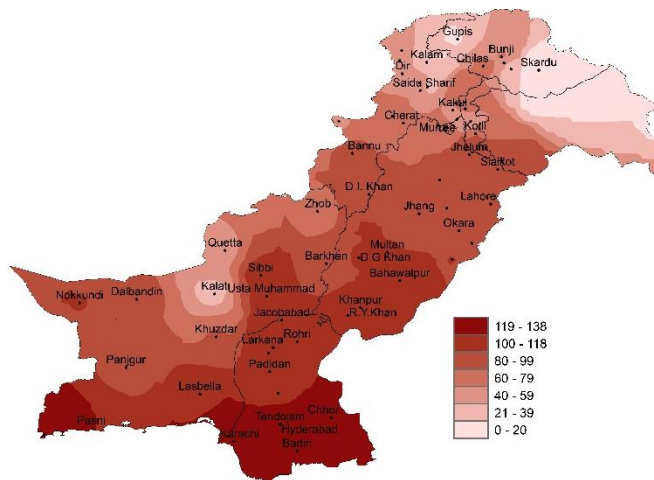 Gupis
Kalam
Bunji
Chilas
Skardu
Dir
Saidu Sharif
Kakul
Cherat
Murree
Kotli
Jhelum
Bannu
Sialkot
D.I. Khan
Lahore
Zhob
Jhang
Okara
Quetta
Multan
Barkhan
D.G.Khan
Sibbi
Bahawalpur
Kalat
Usta Muhammad
Dalbandin
Nokkundi
Khanpur
Jacobabad
R.Y.Khan
Khuzdar
Rohri
Larkana
Panjgur
Padidan
Lasbella
Chhor
Tandojam
Pasni
Hyderabad
Karachi
Badin
119 - 138
100 - 118
80 - 99
60 - 79
40 - 59
21 - 39
0 - 20